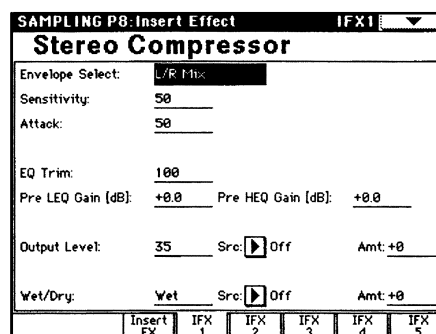 SAMPLING P8:Insert Effect IFX1
Stereo Compressor
Envelope Select: L/R Mix
Sensitivity: 50
Attack: 50
EQ Trim: 100
Pre LEQ Gain [dB]: +0.0 Pre HEQ Gain [dB]: +0.0
Output Level: 35 Src: Off Amt: +0
Wet/Dry: Wet Src: Off Amt: +0
Insert FX IFX 1 IFX 2 IFX 3 IFX 4 IFX 5